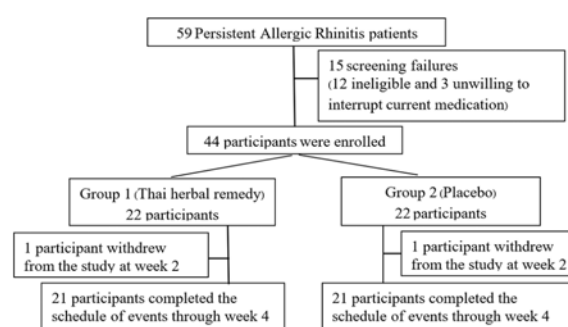 59 Persistent Allergic Rhinitis patients
15 screening failures
(12 ineligible and 3 unwilling to
interrupt current medication)
44 participants were enrolled
Group 1 (Thai herbal remedy)
22 participants
Group 2 (Placebo)
22 participants
1 participant withdrew
from the study at week 2
1 participant withdrew
from the study at week 2
21 participants completed the
schedule of events through week 4
21 participants completed the
schedule of events through week 4